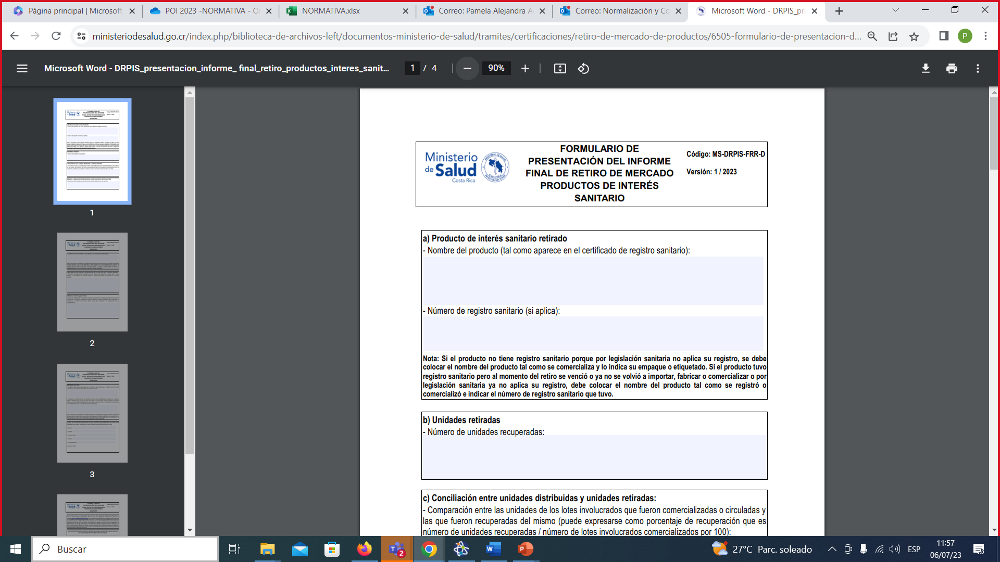 Página principal | Microsoft
POI 2023 -NORMATIVA - O
NORMATIVA.xlsx
Correo: Pamela Alejandra A
Correo: Normalización y Co
Microsoft Word - DRPIS_pr
ministeriodesalud.go.cr/index.php/biblioteca-de-archivos-left/documentos-ministerio-de-salud/tramites/certificaciones/retiro-de-mercado-de-productos/6505-formulario-de-presentacion-d...
P
Microsoft Word - DRPIS_presentacion_informe_ final_retiro_productos_interes_sanit...
1 / 4
90%
1
2
3
Ministerio
de Salud
Costa Rica
FORMULARIO DE
PRESENTACIÓN DEL INFORME
FINAL DE RETIRO DE MERCADO
PRODUCTOS DE INTERÉS
SANITARIO
Código: MS-DRPIS-FRR-D
Versión: 1 / 2023
a) Producto de interés sanitario retirado
- Nombre del producto (tal como aparece en el certificado de registro sanitario):
- Número de registro sanitario (si aplica):
Nota: Si el producto no tiene registro sanitario porque por legislación sanitaria no aplica su registro, se debe
colocar el nombre del producto tal como se comercializa y lo indica su empaque o etiquetado. Si el producto tuvo
registro sanitario pero al momento del retiro se venció o ya no se volvió a importar, fabricar o comercializar o por
legislación sanitaria ya no aplica su registro, debe colocar el nombre del producto tal como se registró o
comercializó e indicar el número de registro sanitario que tuvo.
b) Unidades retiradas
- Número de unidades recuperadas:
c) Conciliación entre unidades distribuidas y unidades retiradas:
- Comparación entre las unidades de los lotes involucrados que fueron comercializadas o circuladas y
las que fueron recuperadas del mismo (puede expresarse como porcentaje de recuperación que es
número de unidades recuperadas / número de lotes involucrados comercializados por 100):
Buscar
2
27°C Parc. soleado
ESP
11:57
06/07/23